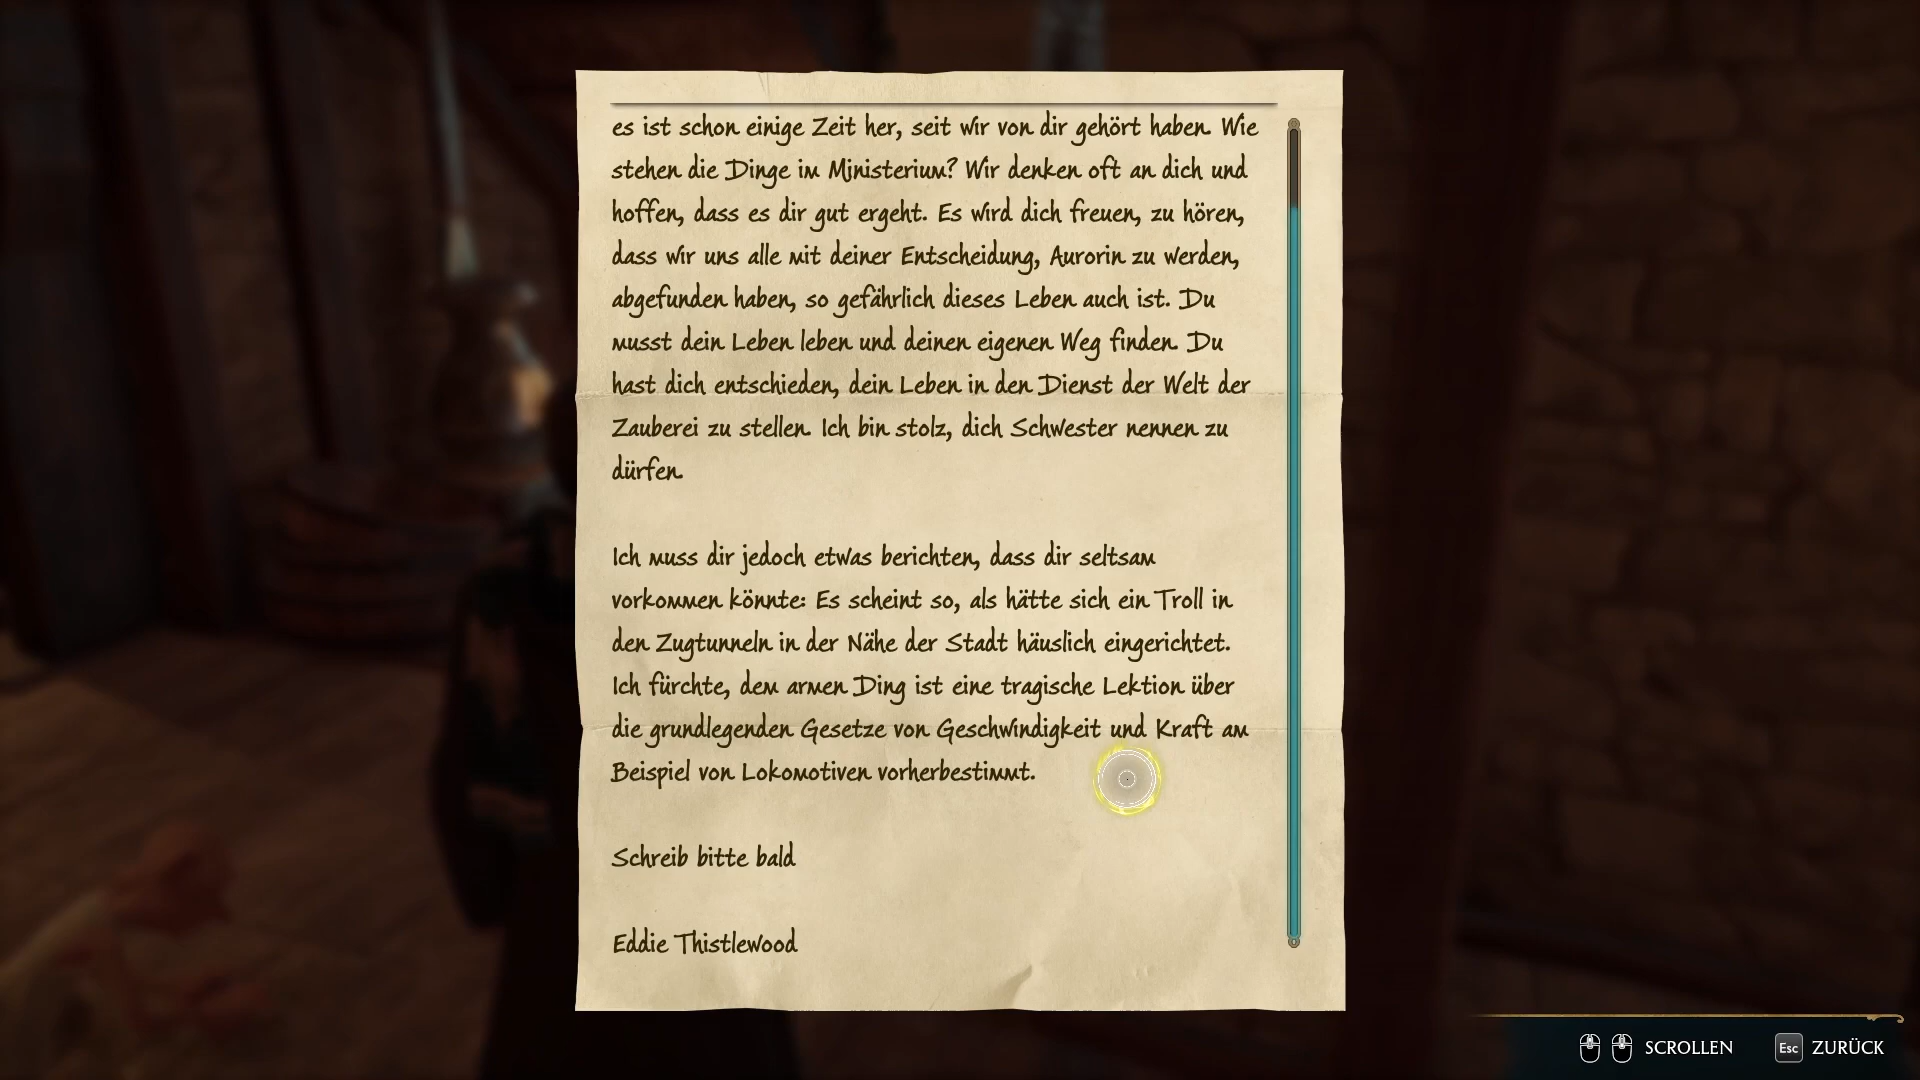 es ist schon einige Zeit her, seit wir von dir gehört haben. Wie
stehen die Dinge im Ministerium? Wir denken oft an dich und
hoffen, dass es dir gut ergeht. Es wird dich freuen, zu hören,
dass wir uns alle mit deiner Entscheidung, Aurorin zu werden,
abgefunden haben, so gefährlich dieses Leben auch ist. Du
musst dein Leben leben und deinen eigenen Weg finden. Du
hast dich entschieden, dein Leben in den Dienst der Welt der
Zauberei zu stellen. Ich bin stolz, dich Schwester nennen zu
dürfen.
Ich muss dir jedoch etwas berichten, dass dir seltsam
vorkommen könnte: Es scheint so, als hätte sich ein Troll in
den Zugtunneln in der Nähe der Stadt häuslich eingerichtet.
Ich fürchte, dem armen Ding ist eine tragische Lektion über
die grundlegenden Gesetze von Geschwindigkeit und Kraft am
Beispiel von Lokomotiven vorherbestimmt.
Schreib bitte bald
Eddie Thistlewood
SCROLLEN
Esc ZURÜCK